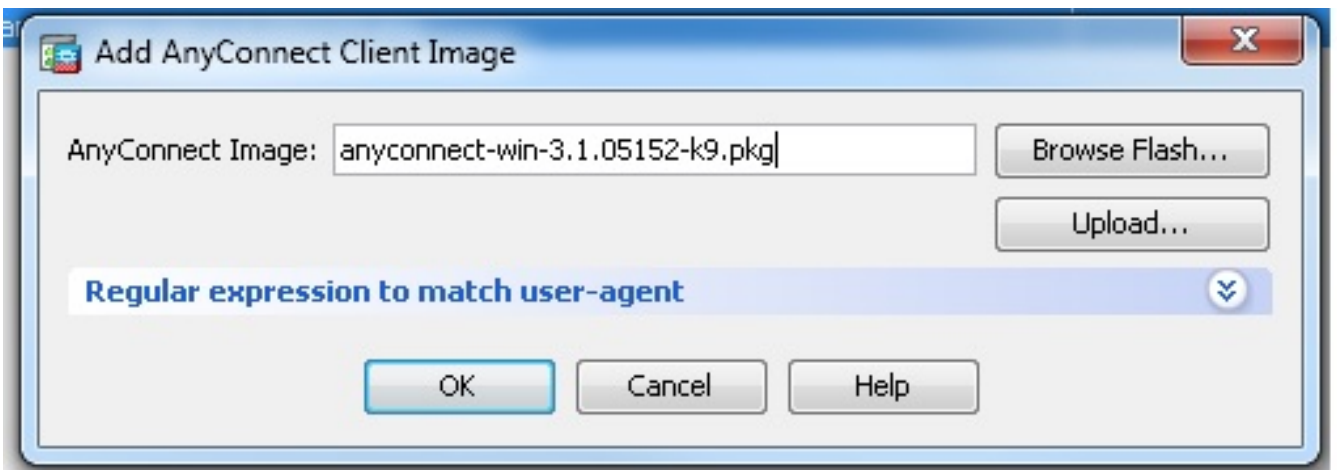 Add AnyConnect Client Image
AnyConnect Image: anyconnect-win-3.1.05152-k9.pkg Browse Flash...
Upload...
Regular expression to match user-agent
OK Cancel Help